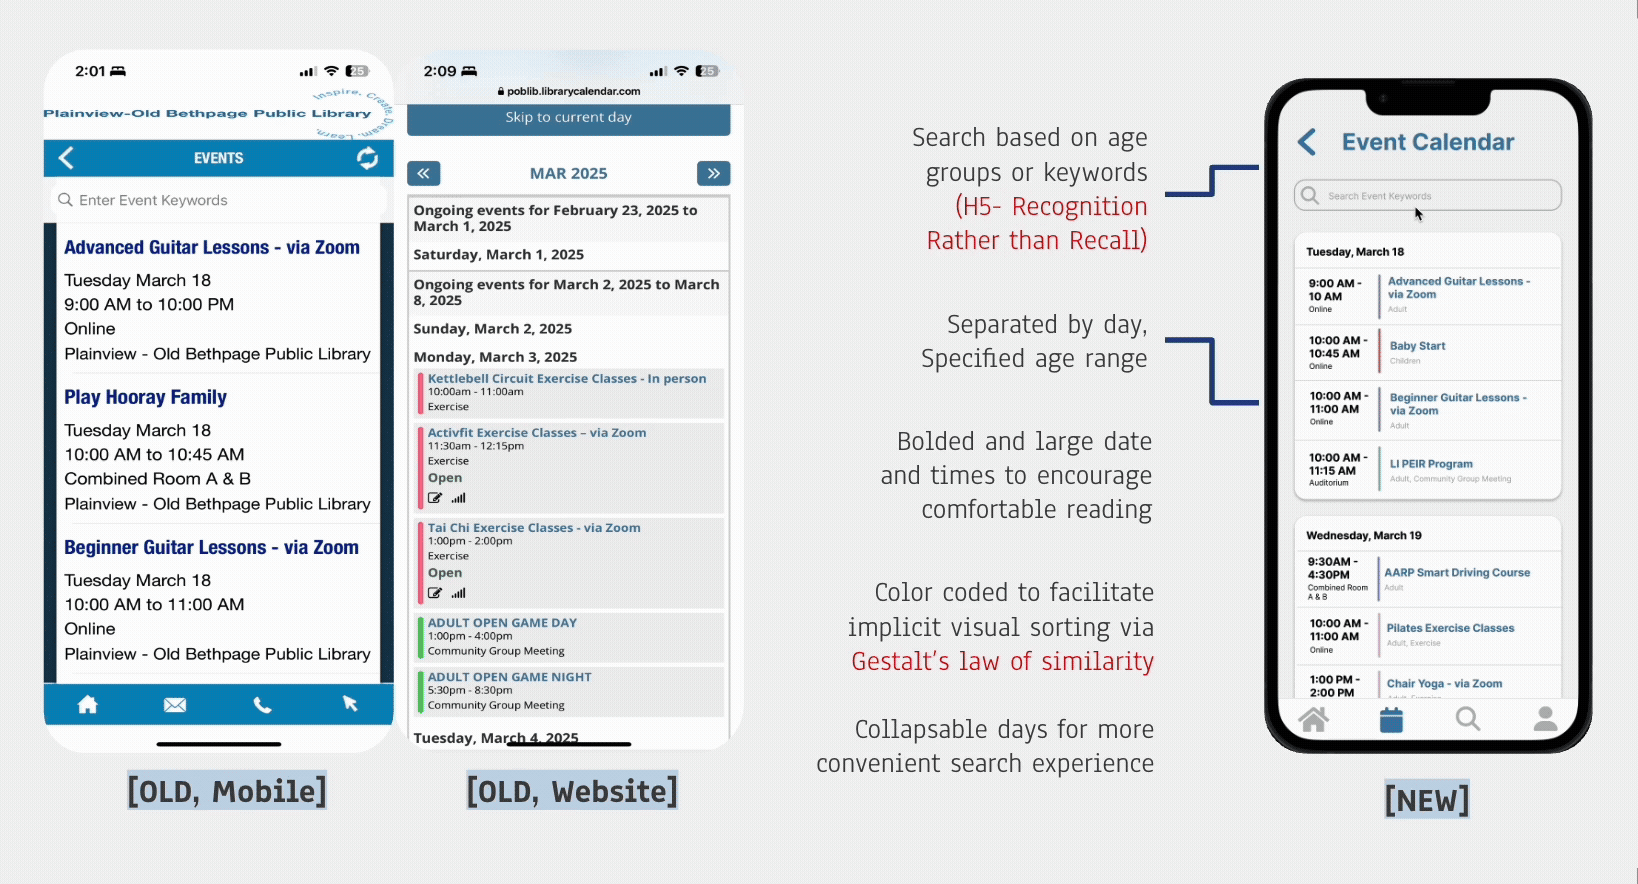 2:01
25
Plainview-Old Bethpage Public Library
Inspire. Create. Dream. Learn.
EVENTS
Enter Event Keywords
Advanced Guitar Lessons - via Zoom
Tuesday March 18
9:00 AM to 10:00 PM
Online
Plainview - Old Bethpage Public Library
Play Hooray Family
Tuesday March 18
10:00 AM to 10:45 AM
Combined Room A & B
Plainview - Old Bethpage Public Library
Beginner Guitar Lessons - via Zoom
Tuesday March 18
10:00 AM to 11:00 AM
Online
Plainview - Old Bethpage Public Library
[OLD, Mobile]
2:09
25
poblib.librarycalendar.com
Skip to current day
«
MAR 2025
»
Ongoing events for February 23, 2025 to
March 1, 2025
Saturday, March 1, 2025
Ongoing events for March 2, 2025 to March
8, 2025
Sunday, March 2, 2025
Monday, March 3, 2025
Kettlebell Circuit Exercise Classes - In person
10:00am - 11:00am
Exercise
Activfit Exercise Classes – via Zoom
11:30am - 12:15pm
Exercise
Open
Tai Chi Exercise Classes - via Zoom
1:00pm - 2:00pm
Exercise
Open
ADULT OPEN GAME DAY
1:00pm - 4:00pm
Community Group Meeting
ADULT OPEN GAME NIGHT
5:30pm - 8:30pm
Community Group Meeting
Tuesday, March 4, 2025
[OLD, Website]
Search based on age
groups or keywords
(H5- Recognition
Rather than Recall)
Separated by day,
Specified age range
Bolded and large date
and times to encourage
comfortable reading
Color coded to facilitate
implicit visual sorting via
Gestalt's law of similarity
Collapsable days for more
convenient search experience
Event Calendar
Search Event Keywords
Tuesday, March 18
9:00 AM -
10 AM
Online
Advanced Guitar Lessons -
via Zoom
Adult
10:00 AM -
10:45 AM
Online
Baby Start
Children
10:00 AM -
11:00 AM
Online
Beginner Guitar Lessons -
via Zoom
Adult
10:00 AM -
11:15 AM
Auditorium
LI PEIR Program
Adult, Community Group Meeting
Wednesday, March 19
9:30AM -
4:30PM
Combined Room
A & B
AARP Smart Driving Course
Adult
10:00 AM -
11:00 AM
Online
Pilates Exercise Classes
Adult, Exercise
1:00 PM -
2:00 PM
Chair Yoga - via Zoom
[NEW]